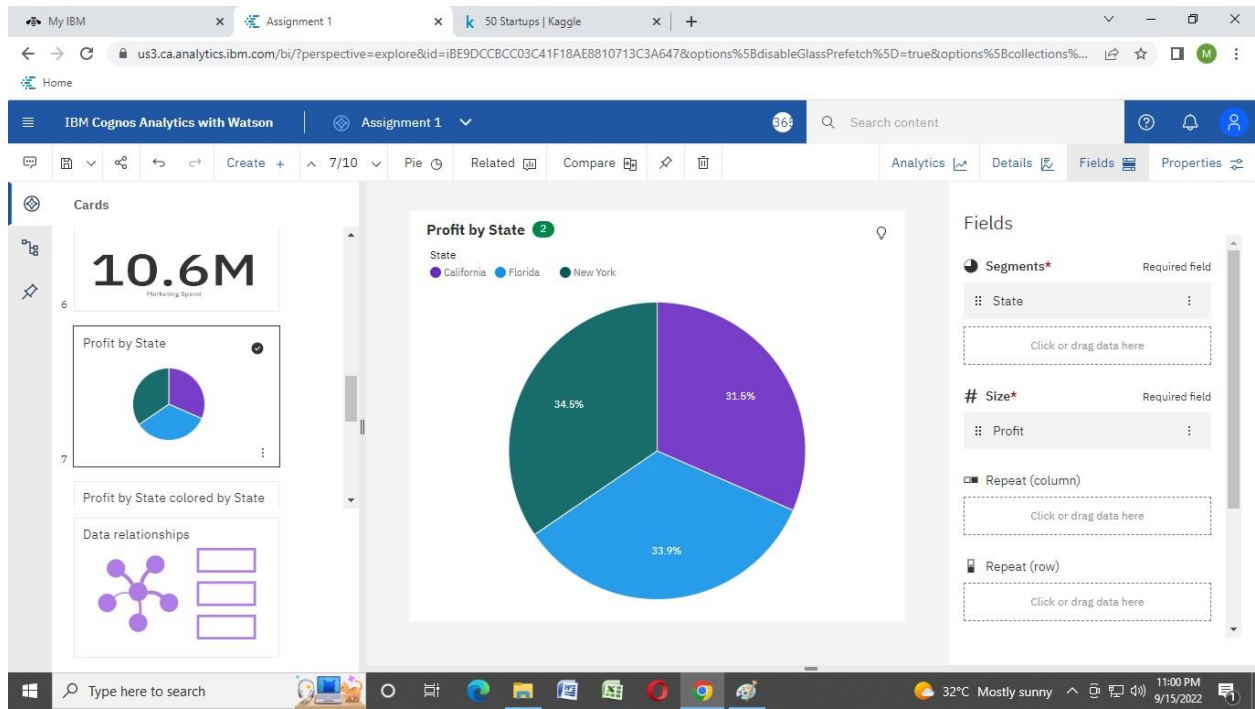 My IBM
Assignment 1
50 Startups | Kaggle
us3.ca.analytics.ibm.com/bi/?perspective=explore&id=iBE9DCCBCC03C41F18AE8810713C3A647&options%5BdisableGlassPrefetch%5D=true&options%5Bcollections%...
M
Home
IBM Cognos Analytics with Watson
Assignment 1
Search content
Create +
7/10
Pie
Related
Compare
Analytics
Details
Fields
Properties
Cards
10.6M
Marketing Spend
6
Profit by State
7
Profit by State colored by State
Data relationships
Profit by State 2
State
California Florida New York
34.5%
31.5%
33.9%
Fields
Segments* Required field
State
Click or drag data here
# Size* Required field
Profit
Repeat (column)
Click or drag data here
Repeat (row)
Click or drag data here
Type here to search
32°C Mostly sunny
11:00 PM
9/15/2022
1